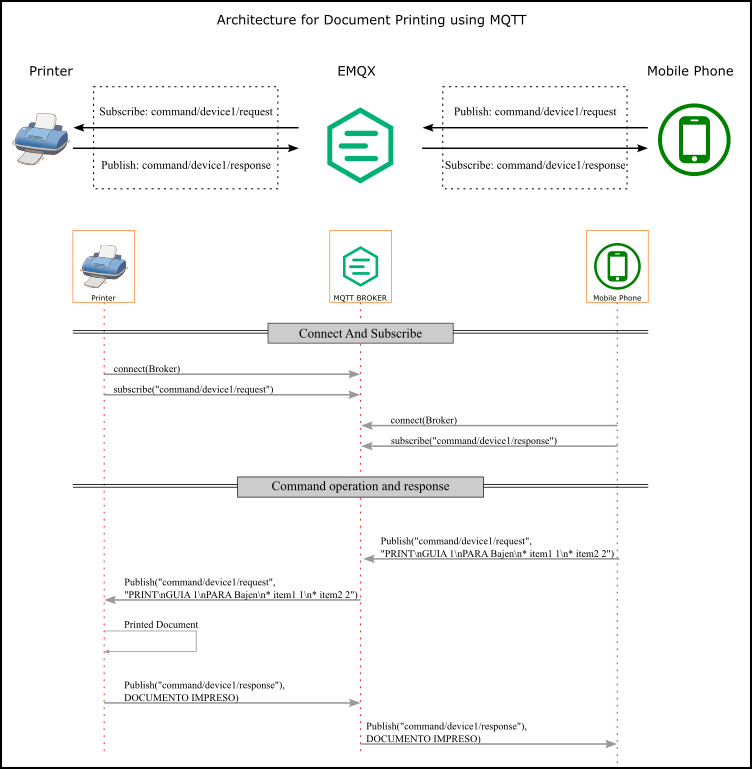 Architecture for Document Printing using MQTT
Printer
EMQX
Mobile Phone
Subscribe: command/device1/request
Publish: command/device1/request
Publish: command/device1/response
Subscribe: command/device1/response
Printer
MQTT BROKER
Mobile Phone
Connect And Subscribe
connect(Broker)
subscribe("command/device1/request")
connect(Broker)
subscribe("command/device1/response")
Command operation and response
Publish("command/device1/request",
"PRINT\nGUIA 1\nPARA Bajen\n* item1 1\n* item2 2")
Publish("command/device1/request",
"PRINT\nGUIA 1\nPARA Bajen\n* item1 1\n* item2 2")
Printed Document
Publish("command/device1/response"),
DOCUMENTO IMPRESO)
Publish("command/device1/response"),
DOCUMENTO IMPRESO)